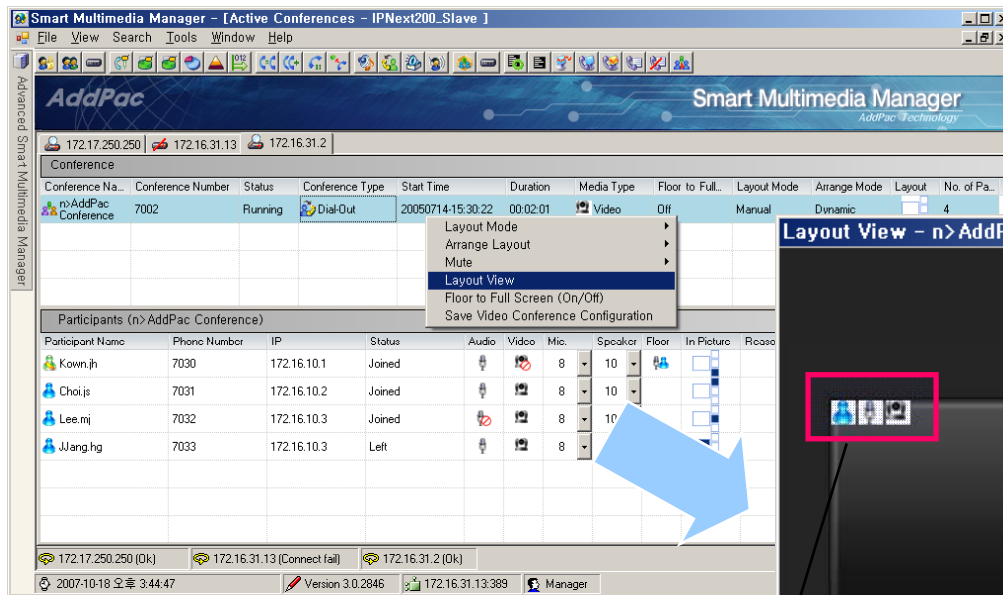 Smart Multimedia Manager - [Active Conferences - IPNext200_Slave ]
File View Search Tools Window Help
AddPac
Smart Multimedia Manager
AddPac Technology
Advanced Smart Multimedia Manager
172.17.250.250 172.16.31.13 172.16.31.2
Conference
Conference Na... Conference Number Status Conference Type Start Time Duration Media Type Floor to Full... Layout Mode Arrange Mode Layout No. of Pa...
n>AddPac Conference 7002 Running Dial-Out 20050714-15:30:22 00:02:01 Video Off Manual Dynamic 4
Layout Mode
Arrange Layout
Mute
Layout View
Floor to Full Screen (On/Off)
Save Video Conference Configuration
Layout View - n>AddP
Participants (n>AddPac Conference)
Participant Name Phone Number IP Status Audio Video Mic. Speaker Floor In Picture Reaso
Kown.jh 7030 172.16.10.1 Joined 8 10
Choi.js 7031 172.16.10.2 Joined 8 10
Lee.mj 7032 172.16.10.3 Joined 8 10
JJang.hg 7033 172.16.10.3 Left 8
172.17.250.250 (Ok) 172.16.31.13 (Connect fail) 172.16.31.2 (Ok)
2007-10-18 오후 3:44:47 Version 3.0.2846 172.16.31.13:389 Manager